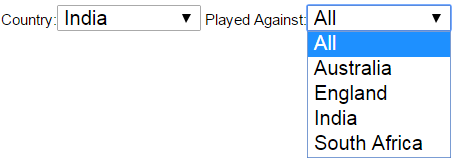 Country: India Played Against: All
All
Australia
England
India
South Africa